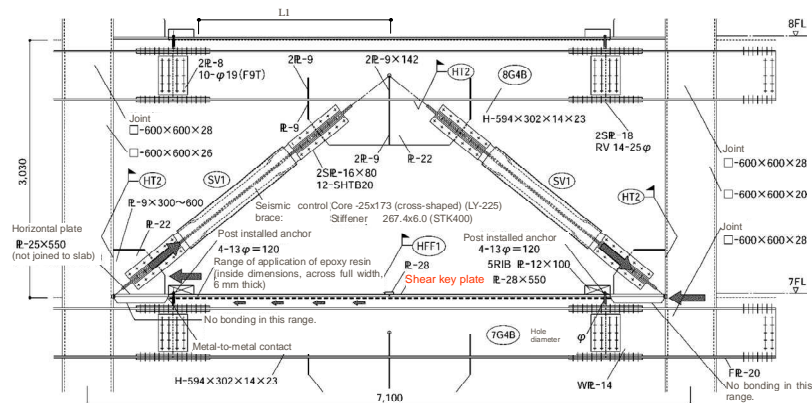 L1
8FL
2PL-8
10-φ19(F9T)
2PL-9
2PL-9×142
HT2
8G4B
H-594×302×14×23
PL-9
2SPL-18
RV 14-25φ
Joint
□-600×600×28
□-600×600×26
2PL-9
PL-22
2SPL-16×80
12-SHTB20
Joint
□-600×600×28
□-600×600×20
3,030
HT2
SV1
SV1
HT2
PL-9×300~600
PL-22
Seismic control brace:
Core -25x173 (cross-shaped) (LY-225)
Stiffener 267.4x6.0 (STK400)
Joint
□-600×600×28
Horizontal plate
PL-25×550
(not joined to slab)
Post installed anchor
4-13φ=120
Range of application of epoxy resin
(inside dimensions, across full width,
6 mm thick)
HFF1
PL-28
Shear key plate
Post installed anchor
4-13φ=120
5RIB PL-12×100
PL-28×550
7FL
No bonding in this range.
Metal-to-metal contact
7G4B
Hole
diameter
φ
H-594×302×14×23
7,100
WPL-14
FPL-20
No bonding in this
range.